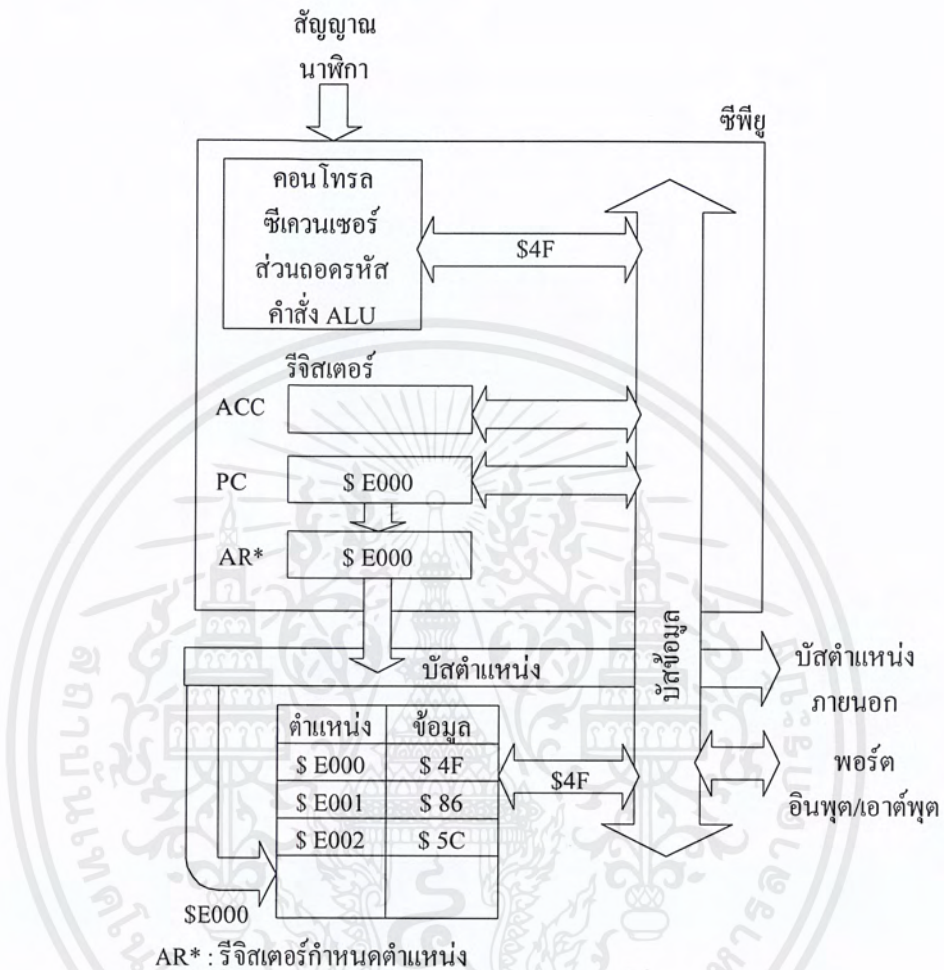 สัญญาณ
นาฬิกา
ซีพียู
คอนโทรล
ซีเควนเซอร์
ส่วนถอดรหัส
คำสั่ง ALU
$4F
รีจิสเตอร์
ACC
PC
$ E000
AR*
$ E000
บัสข้อมูล
บัสตำแหน่ง
บัสตำแหน่ง
ภายนอก
ตำแหน่ง ข้อมูล
$ E000 $ 4F
$ E001 $ 86
$ E002 $ 5C
$4F
พอร์ต
อินพุต/เอาต์พุต
$E000
AR* : รีจิสเตอร์กำหนดตำแหน่ง